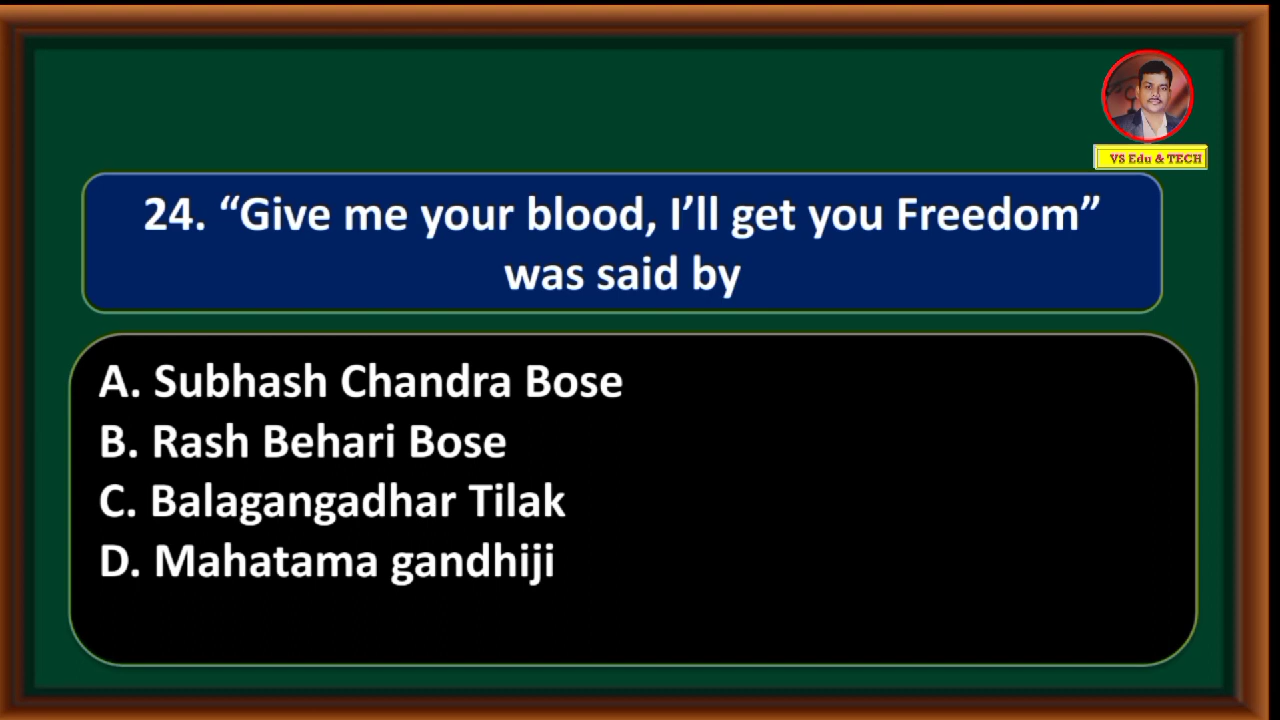 VS Edu & TECH
24. “Give me your blood, I’ll get you Freedom”
was said by
A. Subhash Chandra Bose
B. Rash Behari Bose
C. Balagangadhar Tilak
D. Mahatama gandhiji